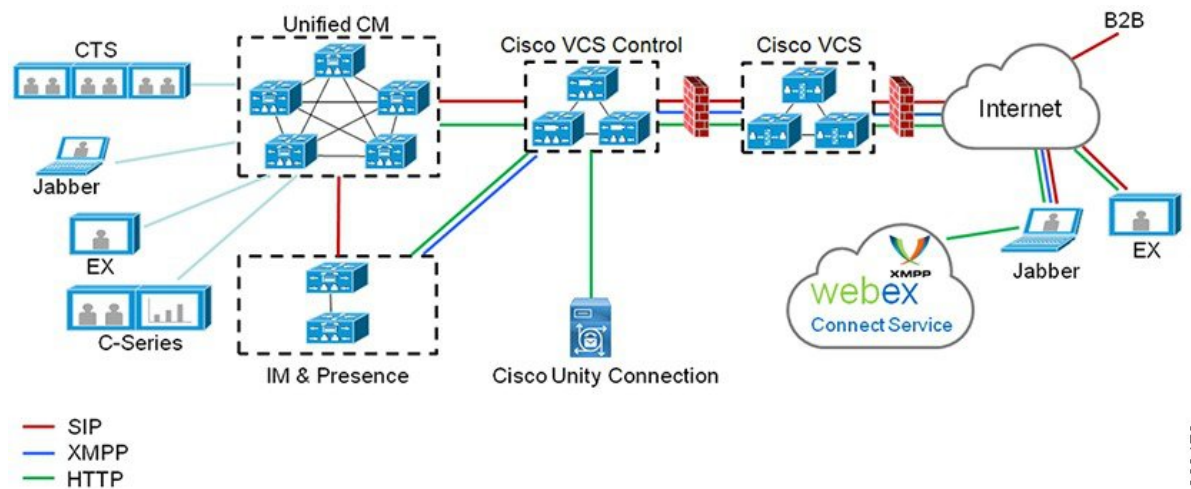 Unified CM
B2B
CTS
Cisco VCS Control
Cisco VCS
Internet
Jabber
EX
C-Series
IM & Presence
Cisco Unity Connection
XMPP
webex
Connect Service
Jabber
EX
SIP
XMPP
HTTP